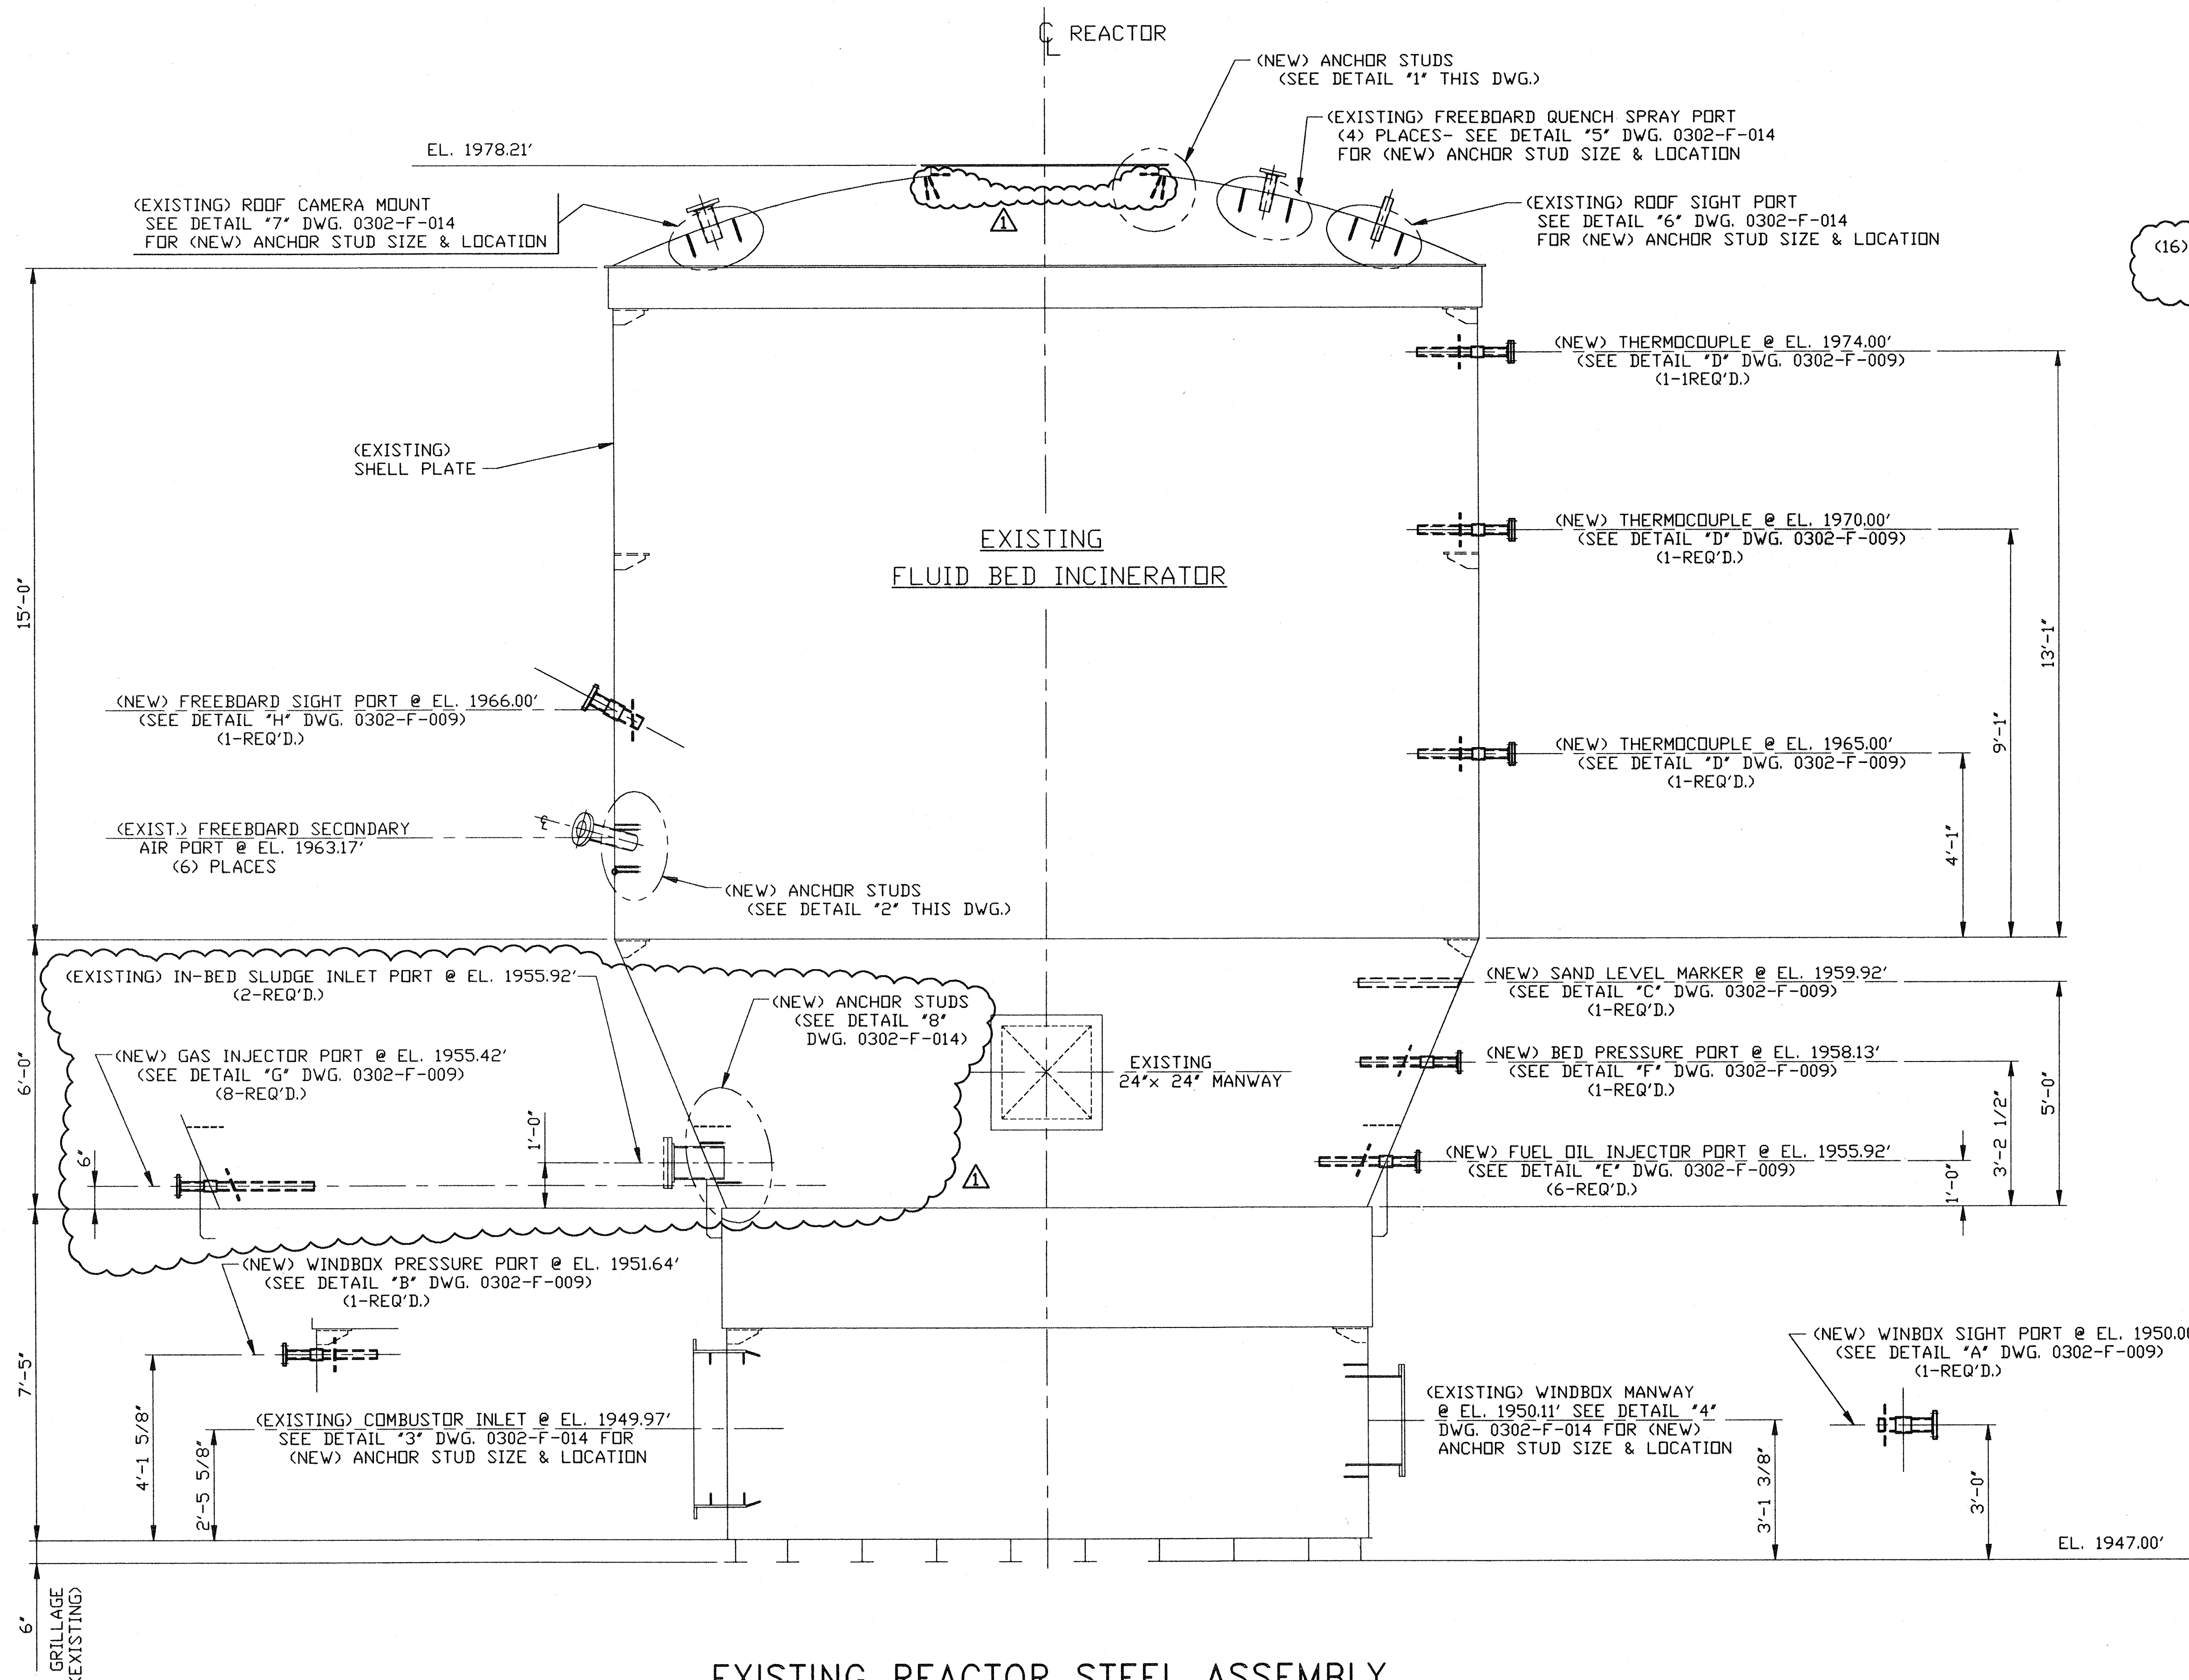 ℄ REACTOR
(NEW) ANCHOR STUDS
(SEE DETAIL "1" THIS DWG.)
(EXISTING) FREEBOARD QUENCH SPRAY PORT
(4) PLACES- SEE DETAIL "5" DWG. 0302-F-014
FOR (NEW) ANCHOR STUD SIZE & LOCATION
EL. 1978.21'
(EXISTING) ROOF CAMERA MOUNT
SEE DETAIL "7" DWG. 0302-F-014
FOR (NEW) ANCHOR STUD SIZE & LOCATION
1
(EXISTING) ROOF SIGHT PORT
SEE DETAIL "6" DWG. 0302-F-014
FOR (NEW) ANCHOR STUD SIZE & LOCATION
(16)
(NEW) THERMOCOUPLE @ EL. 1974.00'
(SEE DETAIL "D" DWG. 0302-F-009)
(1-1REQ'D.)
(EXISTING)
SHELL PLATE
EXISTING
FLUID BED INCINERATOR
(NEW) THERMOCOUPLE @ EL. 1970.00'
(SEE DETAIL "D" DWG. 0302-F-009)
(1-REQ'D.)
15'-0"
13'-1"
9'-1"
4'-1"
(NEW) FREEBOARD SIGHT PORT @ EL. 1966.00'
(SEE DETAIL "H" DWG. 0302-F-009)
(1-REQ'D.)
(NEW) THERMOCOUPLE @ EL. 1965.00'
(SEE DETAIL "D" DWG. 0302-F-009)
(1-REQ'D.)
(EXIST.) FREEBOARD SECONDARY
AIR PORT @ EL. 1963.17'
(6) PLACES
℄
(NEW) ANCHOR STUDS
(SEE DETAIL "2" THIS DWG.)
(EXISTING) IN-BED SLUDGE INLET PORT @ EL. 1955.92'
(2-REQ'D.)
(NEW) ANCHOR STUDS
(SEE DETAIL "8"
DWG. 0302-F-014)
(NEW) SAND LEVEL MARKER @ EL. 1959.92'
(SEE DETAIL "C" DWG. 0302-F-009)
(1-REQ'D.)
(NEW) GAS INJECTOR PORT @ EL. 1955.42'
(SEE DETAIL "G" DWG. 0302-F-009)
(8-REQ'D.)
EXISTING
24"x 24" MANWAY
(NEW) BED PRESSURE PORT @ EL. 1958.13'
(SEE DETAIL "F" DWG. 0302-F-009)
(1-REQ'D.)
6'-0"
6"
1'-0"
1
(NEW) FUEL OIL INJECTOR PORT @ EL. 1955.92'
(SEE DETAIL "E" DWG. 0302-F-009)
(6-REQ'D.)
1'-0"
3'-2 1/2"
5'-0"
(NEW) WINDBOX PRESSURE PORT @ EL. 1951.64'
(SEE DETAIL "B" DWG. 0302-F-009)
(1-REQ'D.)
7'-5"
4'-1 5/8"
2'-5 5/8"
(EXISTING) COMBUSTOR INLET @ EL. 1949.97'
SEE DETAIL "3" DWG. 0302-F-014 FOR
(NEW) ANCHOR STUD SIZE & LOCATION
(EXISTING) WINDBOX MANWAY
@ EL. 1950.11' SEE DETAIL "4"
DWG. 0302-F-014 FOR (NEW)
ANCHOR STUD SIZE & LOCATION
3'-1 3/8"
(NEW) WINBOX SIGHT PORT @ EL. 1950.00
(SEE DETAIL "A" DWG. 0302-F-009)
(1-REQ'D.)
3'-0"
EL. 1947.00'
6"
GRILLAGE
(EXISTING)
EXISTING REACTOR STEEL ASSEMBLY